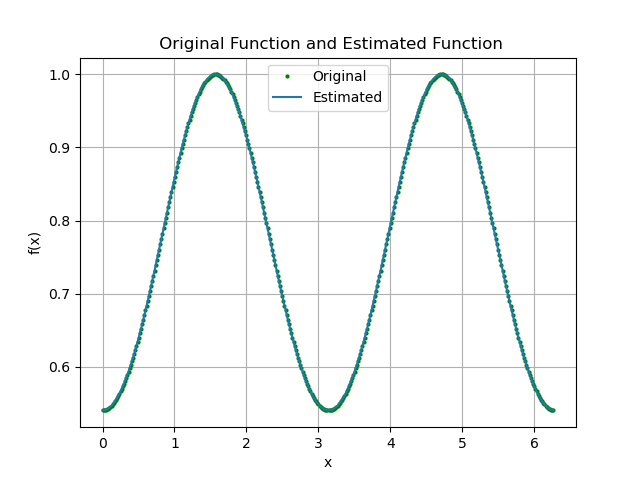 Original Function and Estimated Function
Original
Estimated
1.0
0.9
0.8
0.7
0.6
f(x)
0 1 2 3 4 5 6
x